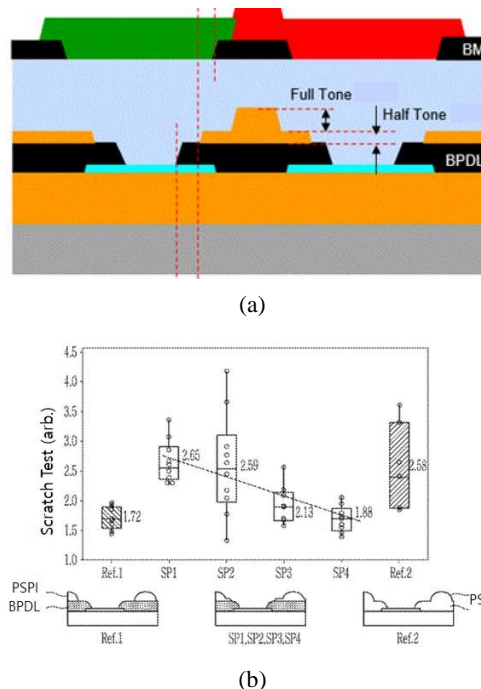 BM
Full Tone
Half Tone
BPDL
(a)
Scratch Test (arb.)
4.5
4.0
3.5
3.0
2.5
2.0
1.5
1.0
1.72
2.65
2.59
2.13
1.88
2.58
Ref.1 SP1 SP2 SP3 SP4 Ref.2
PSPI
BPDL
PS
Ref.1 SP1,SP2,SP3,SP4 Ref.2
(b)